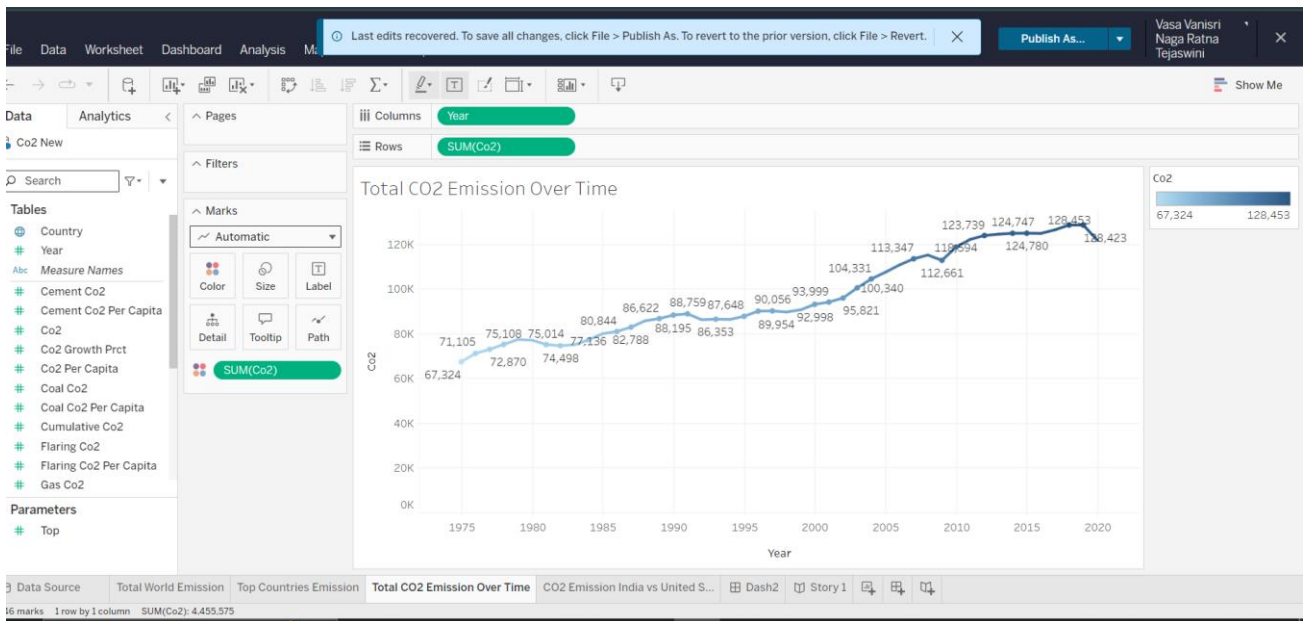 Last edits recovered. To save all changes, click File > Publish As. To revert to the prior version, click File > Revert.
Publish As...
Vasa Vanisri
Naga Ratna
Tejaswini
File Data Worksheet Dashboard Analysis
Show Me
Data Analytics
Co2 New
Search
Tables
Country
Year
Abc Measure Names
Cement Co2
Cement Co2 Per Capita
Co2
Co2 Growth Prct
Co2 Per Capita
Coal Co2
Coal Co2 Per Capita
Cumulative Co2
Flaring Co2
Flaring Co2 Per Capita
Gas Co2
Parameters
Top
Pages
Filters
Marks
Automatic
Color Size Label
Detail Tooltip Path
SUM(Co2)
Columns Year
Rows SUM(Co2)
Total CO2 Emission Over Time
Co2
120K
100K
80K
60K
40K
20K
0K
67,324
71,105
72,870
75,108
75,014
74,498
77,136
80,844
82,788
86,622
88,195
88,759
86,353
87,648
90,056
89,954
93,999
92,998
95,821
104,331
100,340
113,347
112,661
118,594
123,739
124,747
124,780
128,453
128,423
1975 1980 1985 1990 1995 2000 2005 2010 2015 2020
Year
Co2
67,324 128,453
Data Source Total World Emission Top Countries Emission Total CO2 Emission Over Time CO2 Emission India vs United S... Dash2 Story 1
46 marks 1 row by 1 column SUM(Co2): 4,455,575